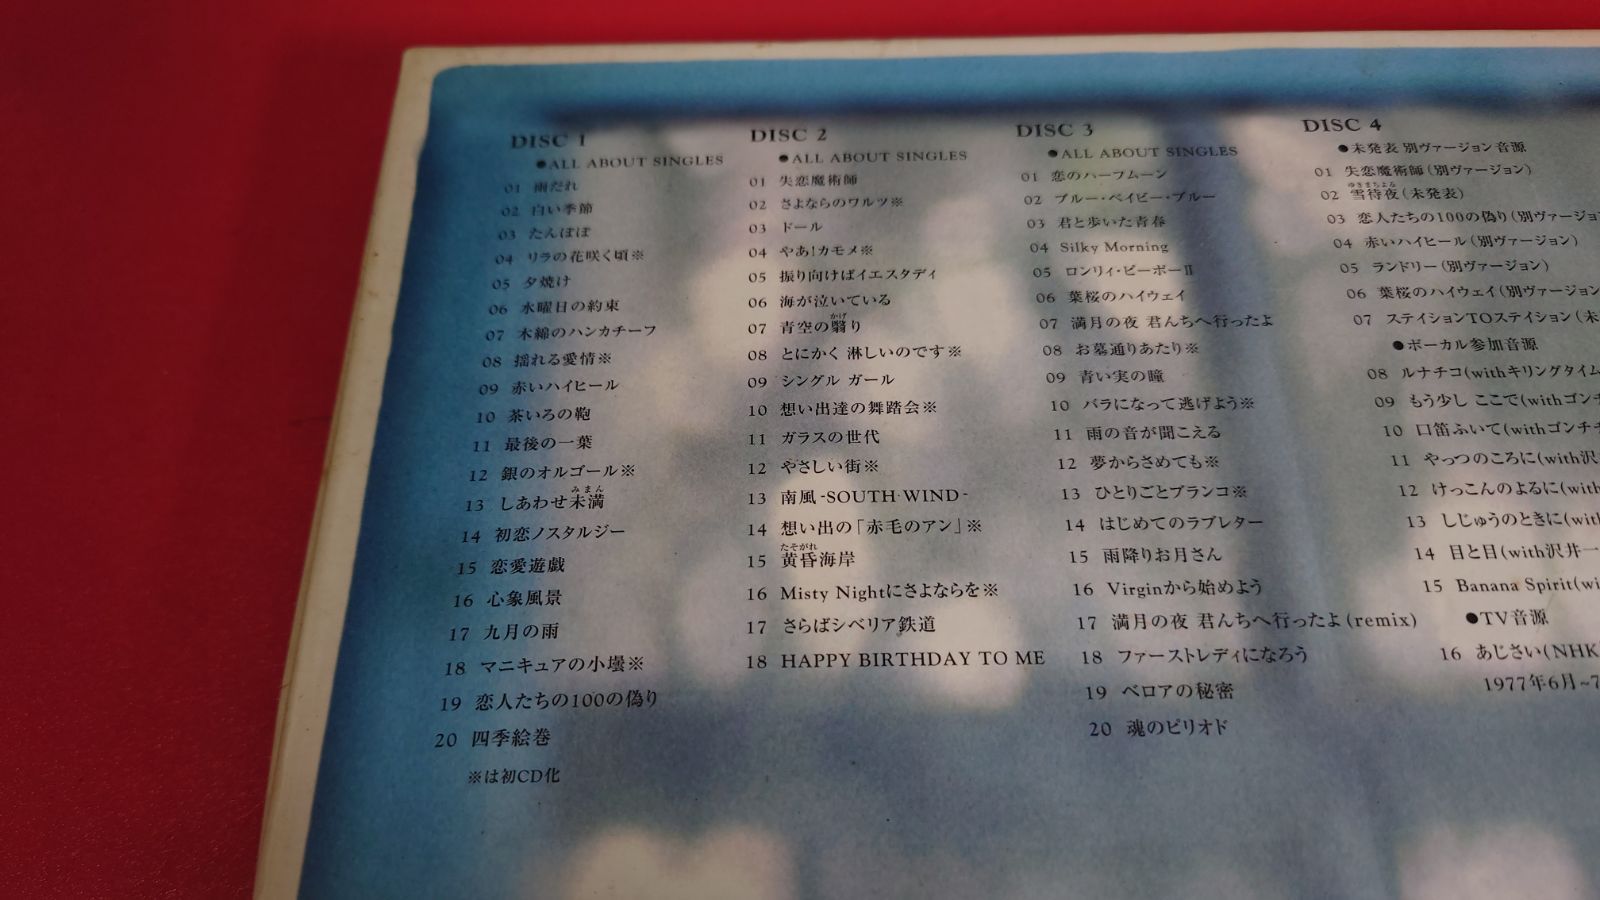 DISC 1
●ALL ABOUT SINGLES
01 雨だれ
02 白い季節
03 たんぽぽ
04 リラの花咲く頃※
05 夕焼け
06 水曜日の約束
07 木綿のハンカチーフ
08 揺れる愛情※
09 赤いハイヒール
10 茶いろの鞄
11 最後の一葉
12 銀のオルゴール※
みまん
13 しあわせ未満
14 初恋ノスタルジー
15 恋愛遊戯
16 心象風景
17 九月の雨
18 マニキュアの小壜※
19 恋人たちの100の偽り
20 四季絵巻
※は初CD化
DISC 2
●ALL ABOUT SINGLES
01 失恋魔術師
02 さよならのワルツ※
03 ドール
04 やあ!カモメ※
05 振り向けばイエスタディ
06 海が泣いている
かげ
07 青空の翳り
08 とにかく 淋しいのです※
09 シングル ガール
10 想い出達の舞踏会※
11 ガラスの世代
12 やさしい街※
13 南風-SOUTH WIND-
14 想い出の「赤毛のアン」※
たそがれ
15 黄昏海岸
16 Misty Nightにさよならを※
17 さらばシベリア鉄道
18 HAPPY BIRTHDAY TO ME
DISC 3
●ALL ABOUT SINGLES
01 恋のハーフムーン
02 ブルー・ベイビー・ブルー
03 君と歩いた青春
04 Silky Morning
05 ロンリィ・ピーポーII
06 葉桜のハイウェイ
07 満月の夜 君んちへ行ったよ
08 お墓通りあたり※
09 青い実の瞳
10 バラになって逃げよう※
11 雨の音が聞こえる
12 夢からさめても※
13 ひとりごとブランコ※
14 はじめてのラブレター
15 雨降りお月さん
16 Virginから始めよう
17 満月の夜 君んちへ行ったよ(remix)
18 ファーストレディになろう
19 ベロアの秘密
20 魂のピリオド
DISC 4
●未発表 別ヴァージョン音源
01 失恋魔術師(別ヴァージョン)
ゆきまちよる
02 雪待夜(未発表)
03 恋人たちの100の偽り(別ヴァージョ
04 赤いハイヒール(別ヴァージョン)
05 ランドリー(別ヴァージョン)
06 葉桜のハイウェイ(別ヴァージョン
07 ステイションTOステイション(未
●ボーカル参加音源
08 ルナチコ(withキリングタイム
09 もう少し ここで(withゴンチ
10 口笛ふいて(withゴンチ
11 やっつのころに(with沢
12 けっこんのよるに(wit
13 しじゅうのときに(wit
14 目と目(with沢井一
15 Banana Spirit(wi
●TV音源
16 あじさい(NHK
1977年6月~7